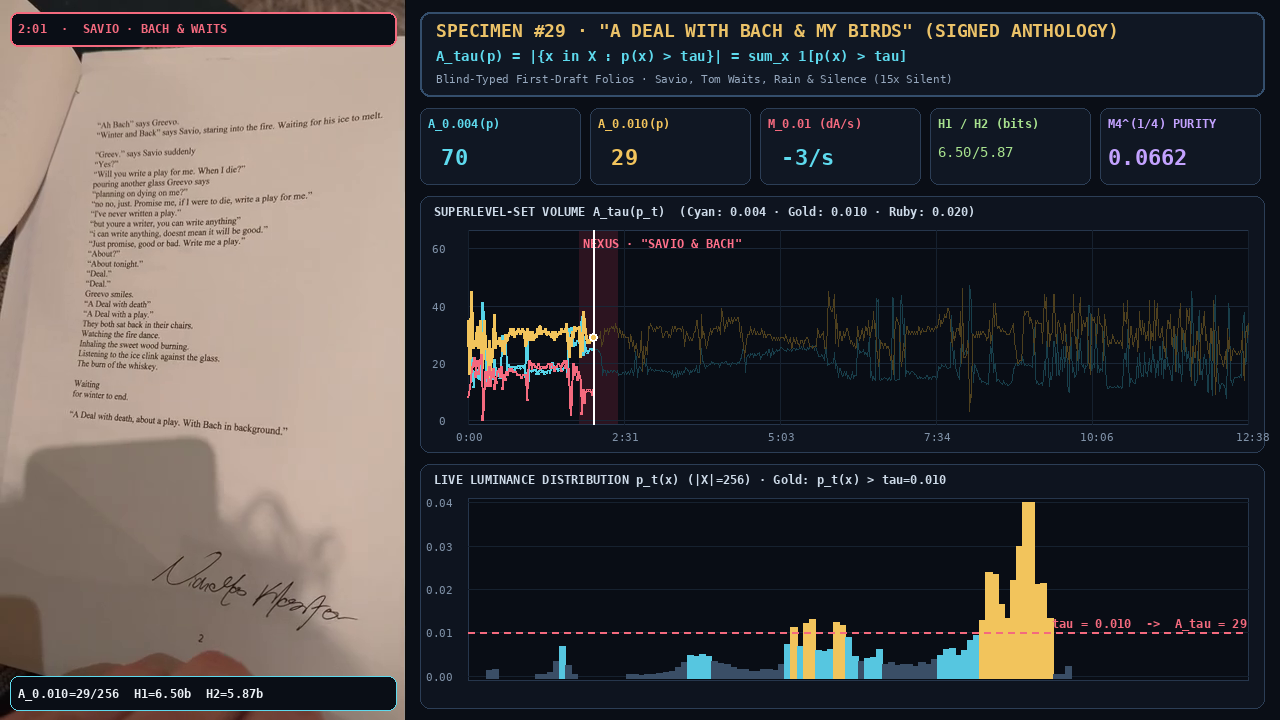 2:01 · SAVIO · BACH & WAITS
“Ah Bach” says Greevo.
“Winter and Back” says Savio, staring into the fire. Waiting for his ice to melt.
“Greev.” says Savio suddenly
“Yes?”
“Will you write a play for me. When I die?”
pouring another glass Greevo says
“planning on dying on me?”
“no no, just. Promise me, if I were to die, write a play for me.”
“I've never written a play.”
“but youre a writer, you can write anything”
“i can write anything, doesnt mean it will be good.”
“Just promise, good or bad. Write me a play.”
“About?”
“About tonight.”
“Deal.”
“Deal.”
Greevo smiles.
“A Deal with death”
“A Deal with a play.”
They both sat back in their chairs.
Watching the fire dance.
Inhaling the sweet wood burning.
Listening to the ice clink against the glass.
The burn of the whiskey.
Waiting
for winter to end.
“A Deal with death, about a play. With Bach in background.”
2
A_0.010=29/256 H1=6.50b H2=5.87b
SPECIMEN #29 · "A DEAL WITH BACH & MY BIRDS" (SIGNED ANTHOLOGY)
A_tau(p) = |{x in X : p(x) > tau}| = sum_x 1[p(x) > tau]
Blind-Typed First-Draft Folios · Savio, Tom Waits, Rain & Silence (15x Silent)
A_0.004(p)
70
A_0.010(p)
29
M_0.01 (dA/s)
-3/s
H1 / H2 (bits)
6.50/5.87
M4^(1/4) PURITY
0.0662
SUPERLEVEL-SET VOLUME A_tau(p_t) (Cyan: 0.004 · Gold: 0.010 · Ruby: 0.020)
NEXUS · "SAVIO & BACH"
60
40
20
0
0:00 2:31 5:03 7:34 10:06 12:38
LIVE LUMINANCE DISTRIBUTION p_t(x) (|X|=256) · Gold: p_t(x) > tau=0.010
0.04
0.03
0.02
0.01
0.00
tau = 0.010 -> A_tau = 29